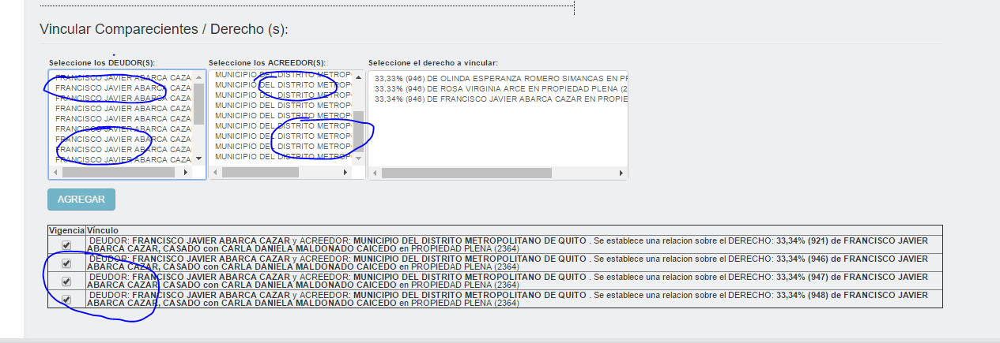 Vincular Comparecientes / Derecho (s):
Seleccione los DEUDOR(S):
FRANCISCO JAVIER ABARCA CAZA
FRANCISCO JAVIER ABARCA CAZA
FRANCISCO JAVIER ABARCA CAZA
FRANCISCO JAVIER ABARCA CAZA
FRANCISCO JAVIER ABARCA CAZA
FRANCISCO JAVIER ABARCA CAZA
FRANCISCO JAVIER ABARCA CAZA
FRANCISCO JAVIER ABARCA CAZA
FRANCISCO JAVIER ABARCA CAZA
Seleccione los ACREEDOR(S):
MUNICIPIO DEL DISTRITO METROP
MUNICIPIO DEL DISTRITO METROP
MUNICIPIO DEL DISTRITO METROP
MUNICIPIO DEL DISTRITO METROP
MUNICIPIO DEL DISTRITO METROP
MUNICIPIO DEL DISTRITO METROP
MUNICIPIO DEL DISTRITO METROP
MUNICIPIO DEL DISTRITO METROP
MUNICIPIO DEL DISTRITO METROP
Seleccione el derecho a vincular:
33,33% (946) DE OLINDA ESPERANZA ROMERO SIMANCAS EN PR
33,33% (946) DE ROSA VIRGINIA ARCE EN PROPIEDAD PLENA (2
33,34% (946) DE FRANCISCO JAVIER ABARCA CAZAR EN PROPIE
AGREGAR
Vigencia Vínculo
DEUDOR: FRANCISCO JAVIER ABARCA CAZAR y ACREEDOR: MUNICIPIO DEL DISTRITO METROPOLITANO DE QUITO . Se establece una relacion sobre el DERECHO: 33,34% (921) de FRANCISCO JAVIER
ABARCA CAZAR, CASADO con CARLA DANIELA MALDONADO CAICEDO en PROPIEDAD PLENA (2364)
DEUDOR: FRANCISCO JAVIER ABARCA CAZAR y ACREEDOR: MUNICIPIO DEL DISTRITO METROPOLITANO DE QUITO . Se establece una relacion sobre el DERECHO: 33,34% (946) de FRANCISCO JAVIER
ABARCA CAZAR, CASADO con CARLA DANIELA MALDONADO CAICEDO en PROPIEDAD PLENA (2364)
DEUDOR: FRANCISCO JAVIER ABARCA CAZAR y ACREEDOR: MUNICIPIO DEL DISTRITO METROPOLITANO DE QUITO . Se establece una relacion sobre el DERECHO: 33,34% (947) de FRANCISCO JAVIER
ABARCA CAZAR, CASADO con CARLA DANIELA MALDONADO CAICEDO en PROPIEDAD PLENA (2364)
DEUDOR: FRANCISCO JAVIER ABARCA CAZAR y ACREEDOR: MUNICIPIO DEL DISTRITO METROPOLITANO DE QUITO . Se establece una relacion sobre el DERECHO: 33,34% (948) de FRANCISCO JAVIER
ABARCA CAZAR, CASADO con CARLA DANIELA MALDONADO CAICEDO en PROPIEDAD PLENA (2364)